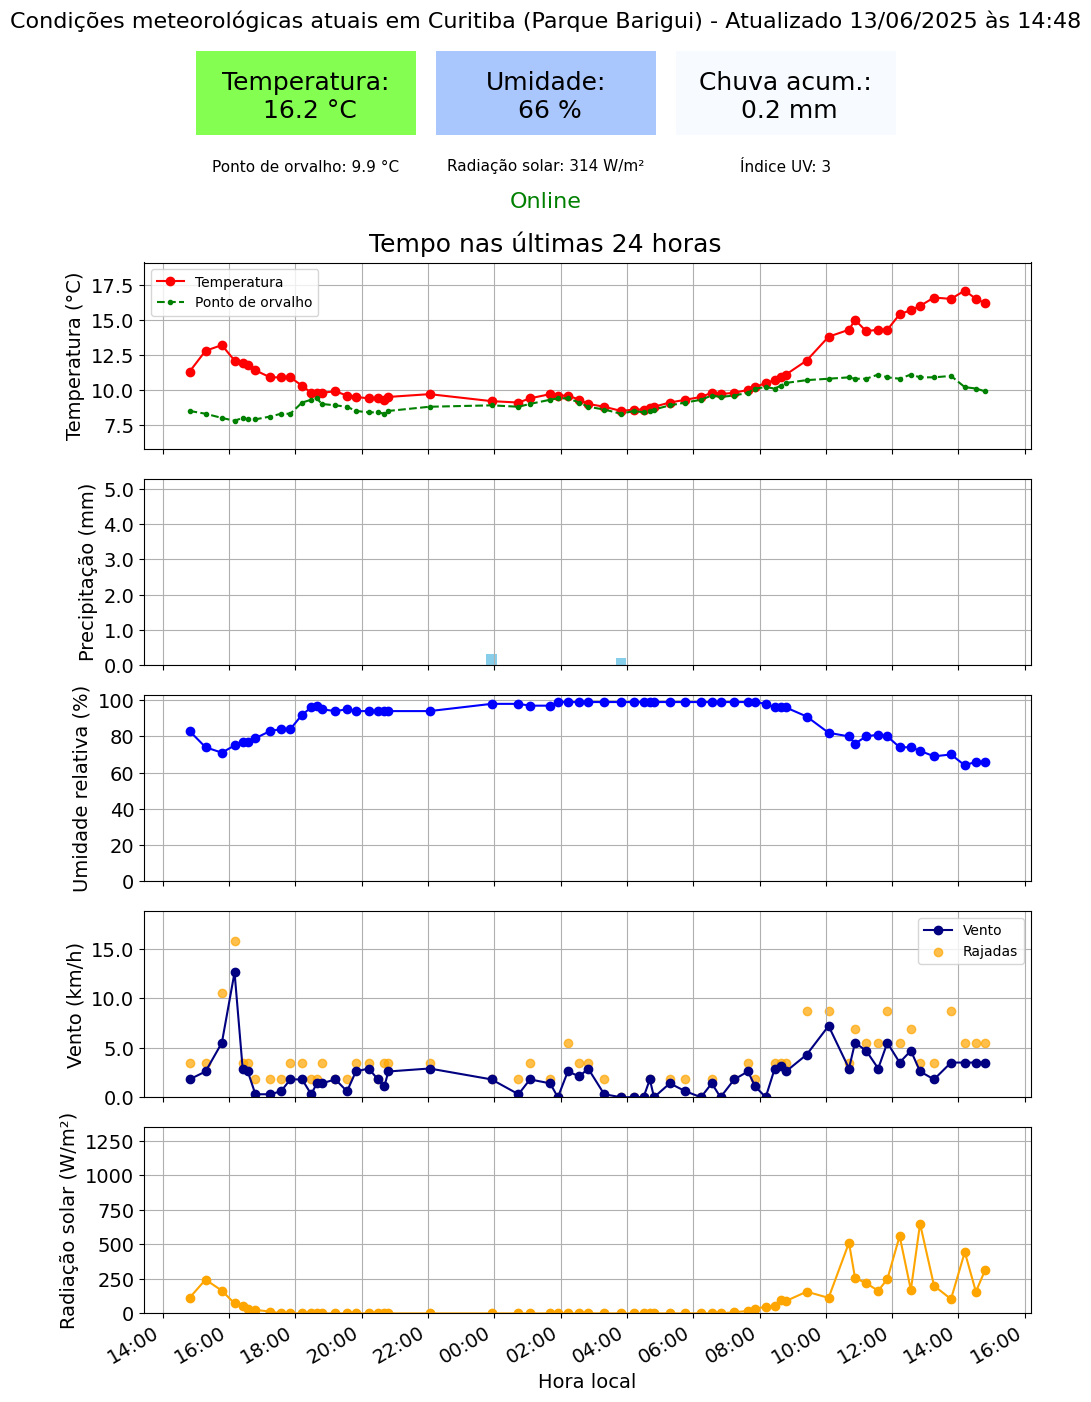 Condições meteorológicas atuais em Curitiba (Parque Barigui) - Atualizado 13/06/2025 às 14:48
Temperatura:
16.2 °C
Umidade:
66 %
Chuva acum.:
0.2 mm
Ponto de orvalho: 9.9 °C
Radiação solar: 314 W/m²
Índice UV: 3
Online
Tempo nas últimas 24 horas
Temperatura (°C)
17.5
15.0
12.5
10.0
7.5
Temperatura
Ponto de orvalho
Precipitação (mm)
5.0
4.0
3.0
2.0
1.0
0.0
Umidade relativa (%)
100
80
60
40
20
0
Vento (km/h)
15.0
10.0
5.0
0.0
Vento
Rajadas
Radiação solar (W/m²)
1250
1000
750
500
250
0
14:00
16:00
18:00
20:00
22:00
00:00
02:00
04:00
06:00
08:00
10:00
12:00
14:00
16:00
Hora local